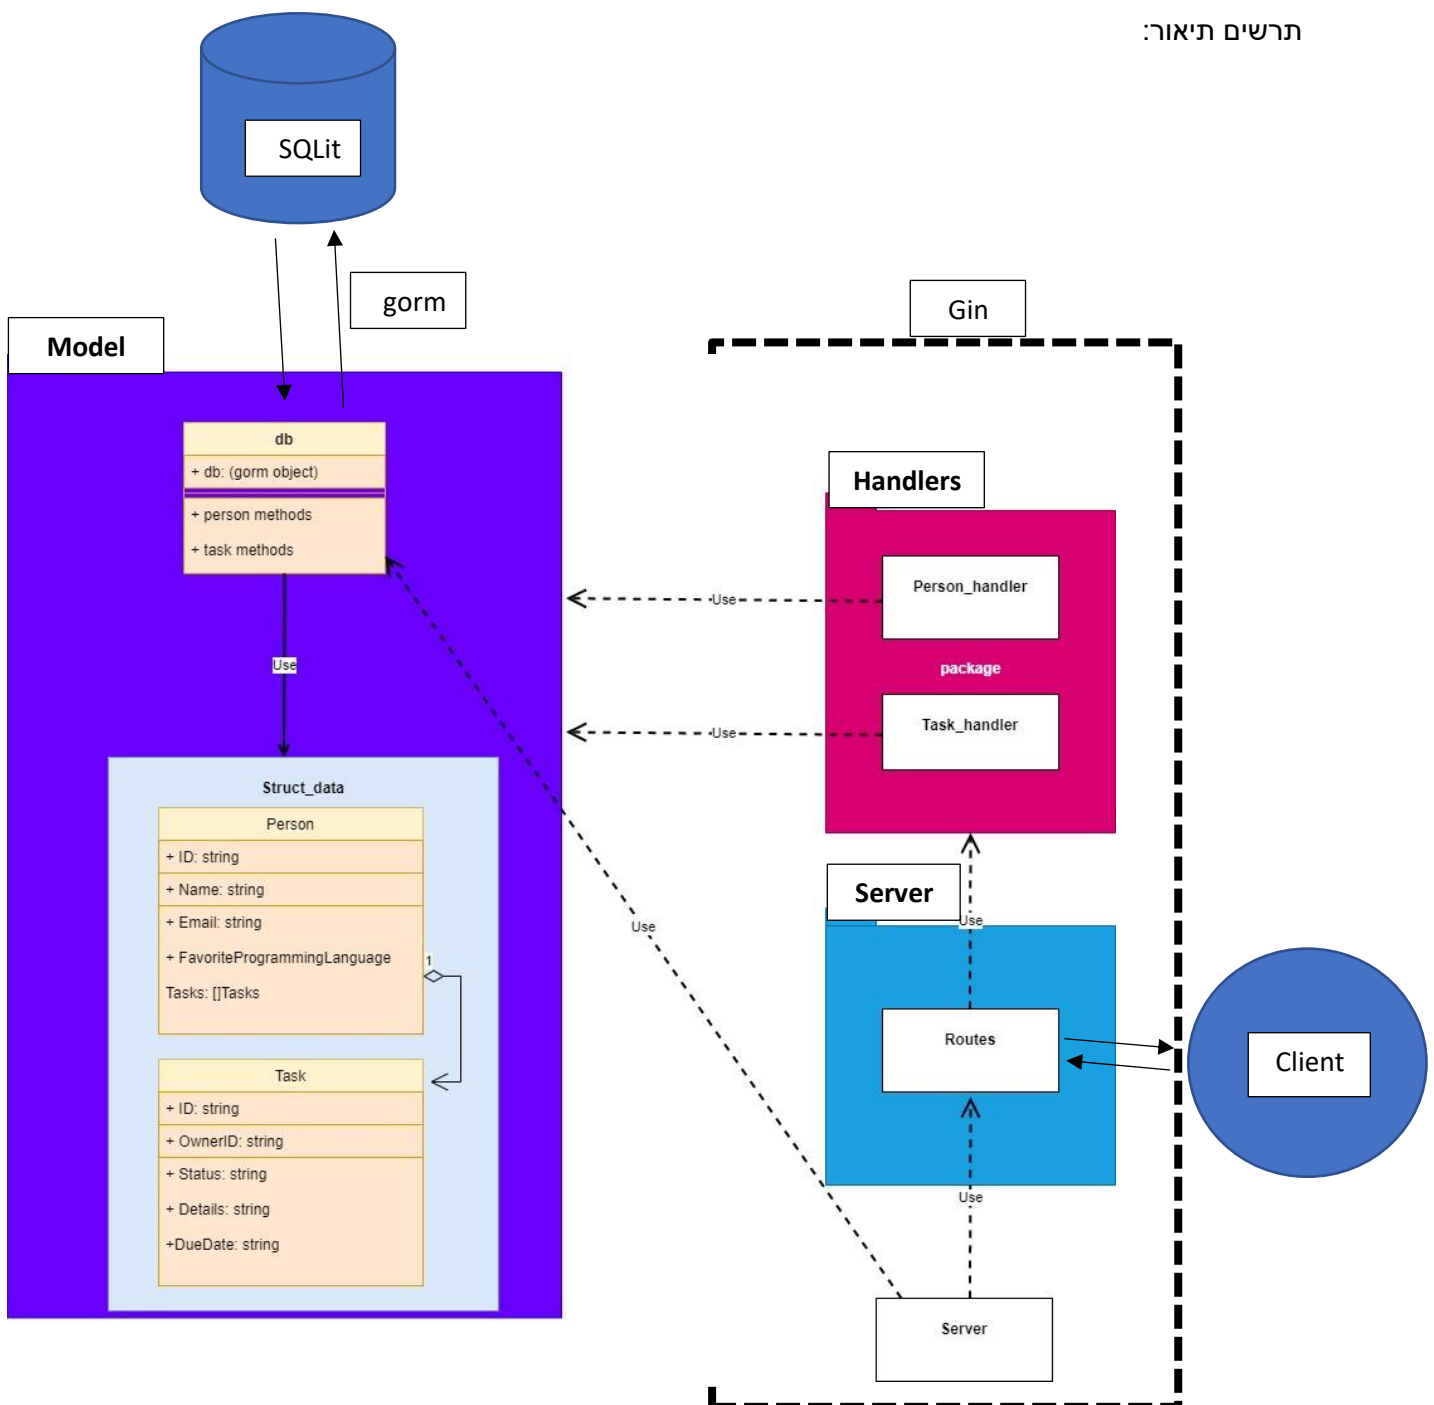 תרשים תיאור:
SQLit
gorm
Gin
Model
db
+ db: (gorm object)
+ person methods
+ task methods
Use
Struct_data
Person
+ ID: string
+ Name: string
+ Email: string
+ FavoriteProgrammingLanguage
Tasks: []Tasks
1
Task
+ ID: string
+ OwnerID: string
+ Status: string
+ Details: string
+DueDate: string
Handlers
Person_handler
Use
package
Task_handler
Use
Server
Use
Use
Routes
Client
Use
Server